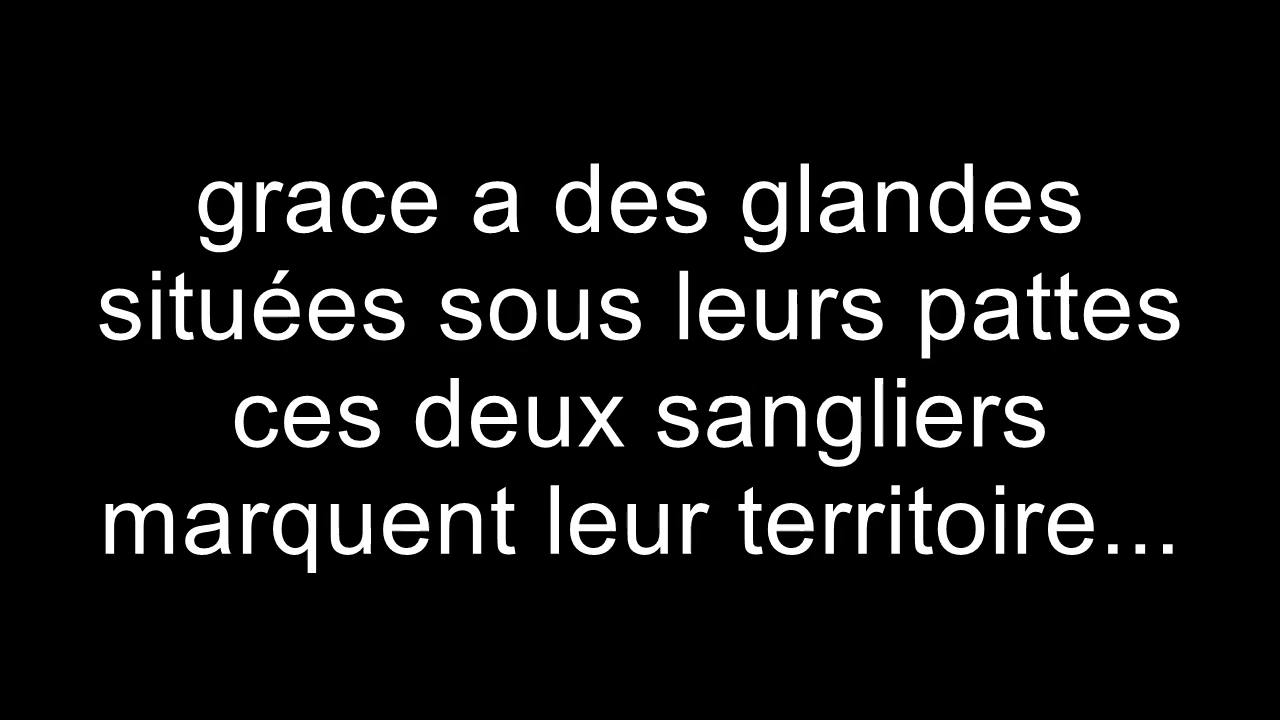 grace a des glandes
situées sous leurs pattes
ces deux sangliers
marquent leur territoire...